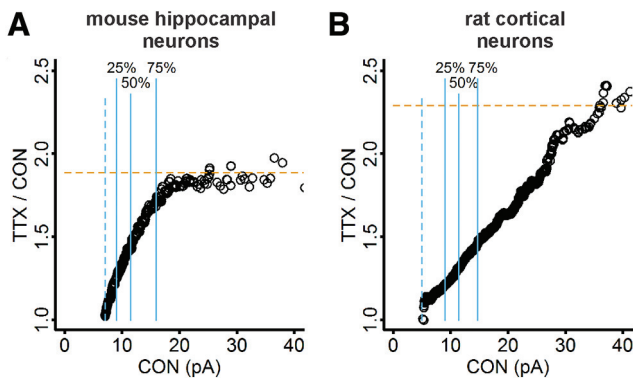 A
mouse hippocampal
neurons
25% 75%
50%
TTX / CON
2.5
2.0
1.5
1.0
0 10 20 30 40
CON (pA)
B
rat cortical
neurons
25% 75%
50%
TTX / CON
2.5
2.0
1.5
1.0
0 10 20 30 40
CON (pA)